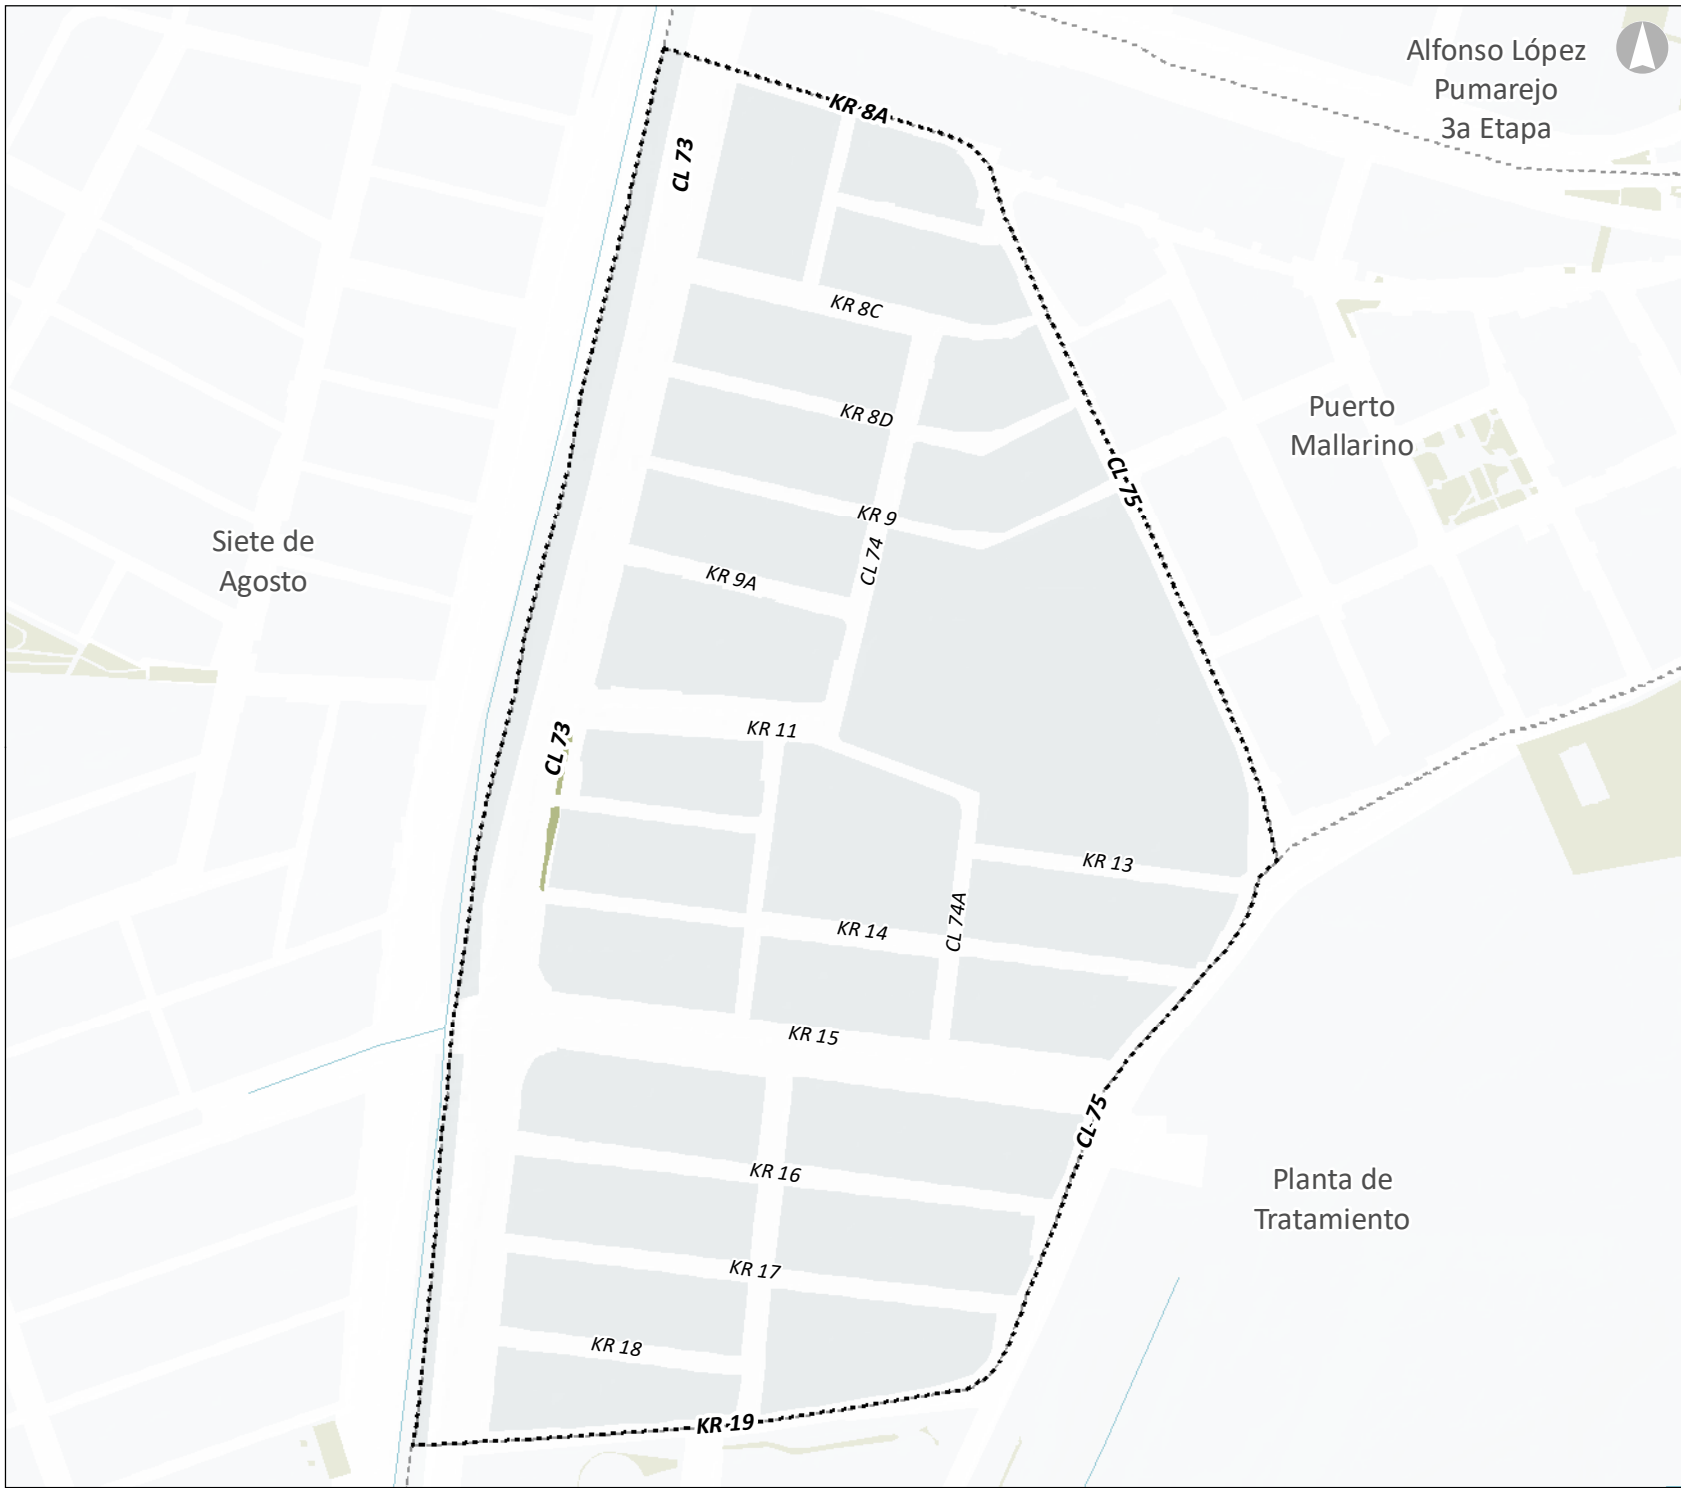 Alfonso López
Pumarejo
3a Etapa
KR 8A
CL 73
KR 8C
KR 8D
Puerto
Mallarino
CL 75
KR 9
Siete de
Agosto
CL 74
KR 9A
KR 11
CL 73
KR 13
CL 74A
KR 14
KR 15
CL 75
KR 16
Planta de
Tratamiento
KR 17
KR 18
KR 19